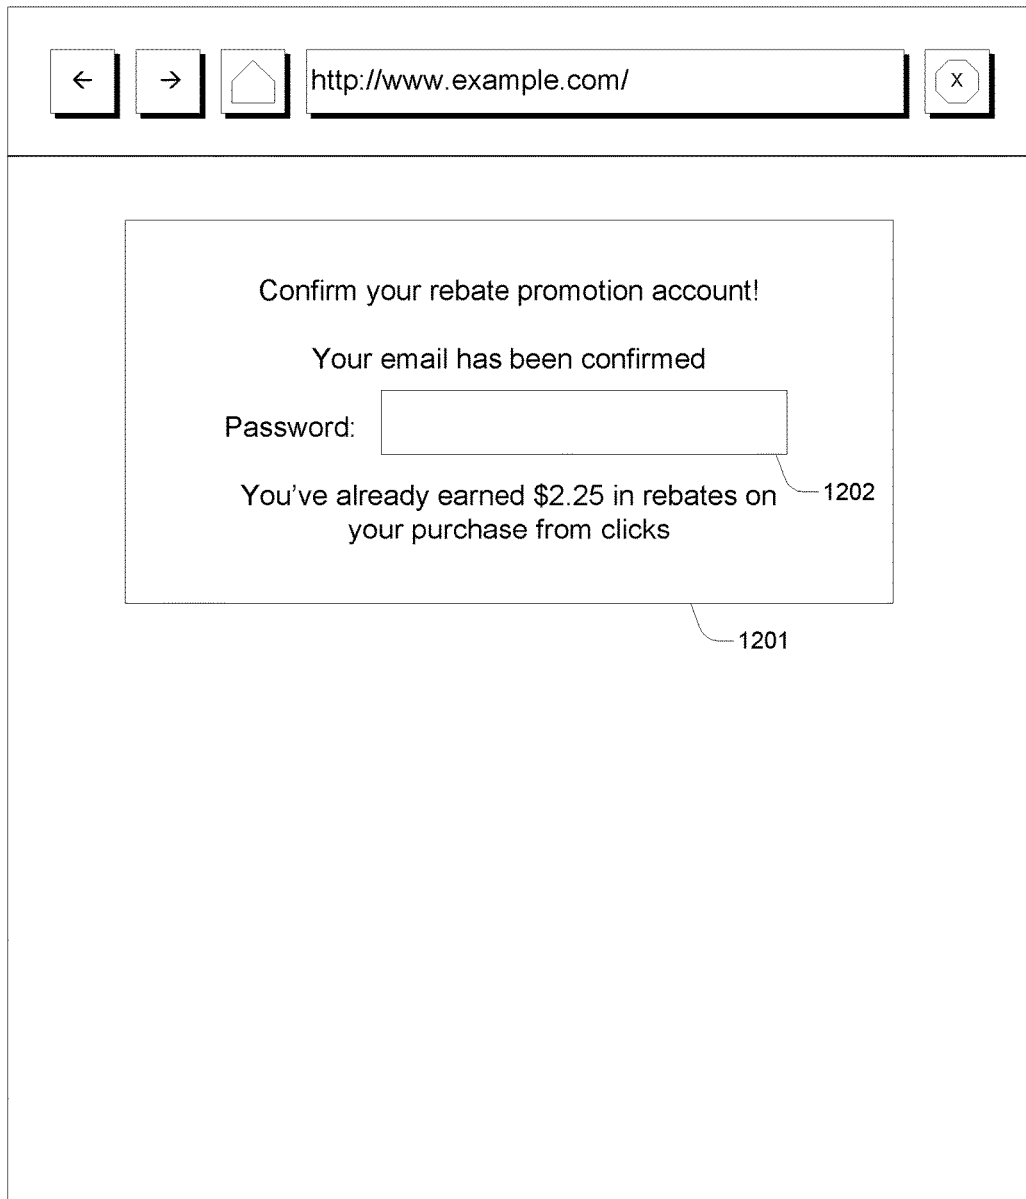 ← → http://www.example.com/ X
Confirm your rebate promotion account!
Your email has been confirmed
Password:
1202
You’ve already earned $2.25 in rebates on
your purchase from clicks
1201